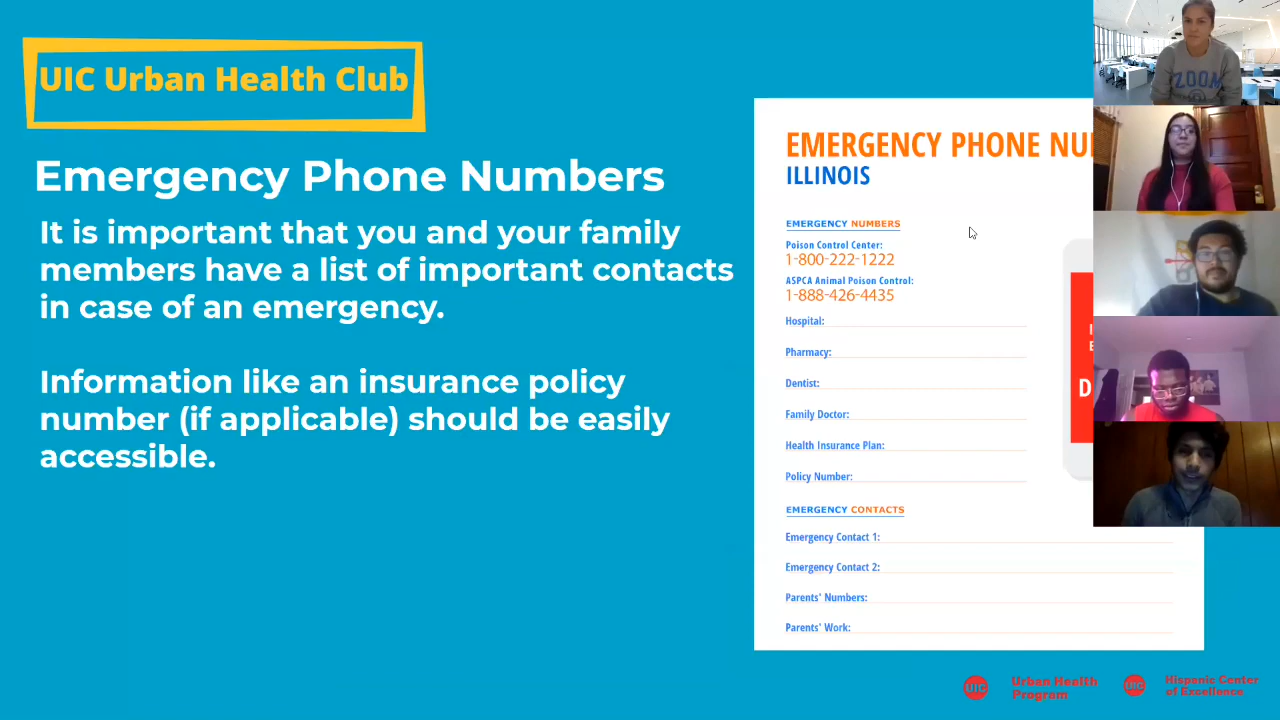 UIC Urban Health Club
Emergency Phone Numbers
It is important that you and your family
members have a list of important contacts
in case of an emergency.
Information like an insurance policy
number (if applicable) should be easily
accessible.
EMERGENCY PHONE
ILLINOIS
EMERGENCY NUMBERS
Poison Control Center:
1-800-222-1222
ASPCA Animal Poison Control:
1-888-426-4435
Hospital:
Pharmacy:
Dentist:
Family Doctor:
Health Insurance Plan:
Policy Number:
EMERGENCY CONTACTS
Emergency Contact 1:
Emergency Contact 2:
Parents' Numbers:
Parents' Work:
ZOOM
UIC
Urban Health
Program
UIC
Hispanic Center
of Excellence